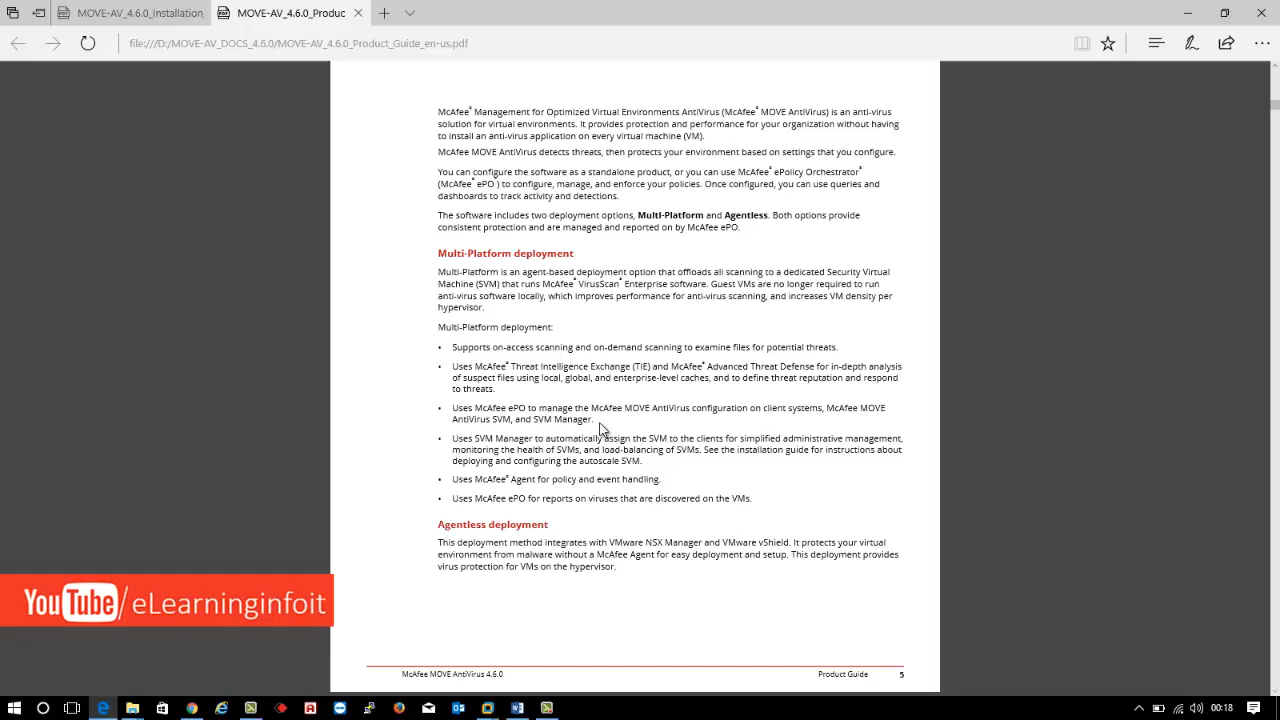 MOVE-AV_4.6.0_Installation
MOVE-AV_4.6.0_Produc
file:///D:/MOVE-AV_DOCS_4.6.0/MOVE-AV_4.6.0_Product_Guide_en-us.pdf
McAfee® Management for Optimized Virtual Environments AntiVirus (McAfee® MOVE AntiVirus) is an anti-virus
solution for virtual environments. It provides protection and performance for your organization without having
to install an anti-virus application on every virtual machine (VM).
McAfee MOVE AntiVirus detects threats, then protects your environment based on settings that you configure.
You can configure the software as a standalone product, or you can use McAfee® ePolicy Orchestrator®
(McAfee® ePO™) to configure, manage, and enforce your policies. Once configured, you can use queries and
dashboards to track activity and detections.
The software includes two deployment options, Multi-Platform and Agentless. Both options provide
consistent protection and are managed and reported on by McAfee ePO.
Multi-Platform deployment
Multi-Platform is an agent-based deployment option that offloads all scanning to a dedicated Security Virtual
Machine (SVM) that runs McAfee® VirusScan® Enterprise software. Guest VMs are no longer required to run
anti-virus software locally, which improves performance for anti-virus scanning, and increases VM density per
hypervisor.
Multi-Platform deployment:
• Supports on-access scanning and on-demand scanning to examine files for potential threats.
• Uses McAfee® Threat Intelligence Exchange (TIE) and McAfee® Advanced Threat Defense for in-depth analysis
of suspect files using local, global, and enterprise-level caches, and to define threat reputation and respond
to threats.
• Uses McAfee ePO to manage the McAfee MOVE AntiVirus configuration on client systems, McAfee MOVE
AntiVirus SVM, and SVM Manager.
• Uses SVM Manager to automatically assign the SVM to the clients for simplified administrative management,
monitoring the health of SVMs, and load-balancing of SVMs. See the installation guide for instructions about
deploying and configuring the autoscale SVM.
• Uses McAfee® Agent for policy and event handling.
• Uses McAfee ePO for reports on viruses that are discovered on the VMs.
Agentless deployment
This deployment method integrates with VMware NSX Manager and VMware vShield. It protects your virtual
environment from malware without a McAfee Agent for easy deployment and setup. This deployment provides
virus protection for VMs on the hypervisor.
YouTube/eLearninginfoit
McAfee MOVE AntiVirus 4.6.0
Product Guide
5
00:18